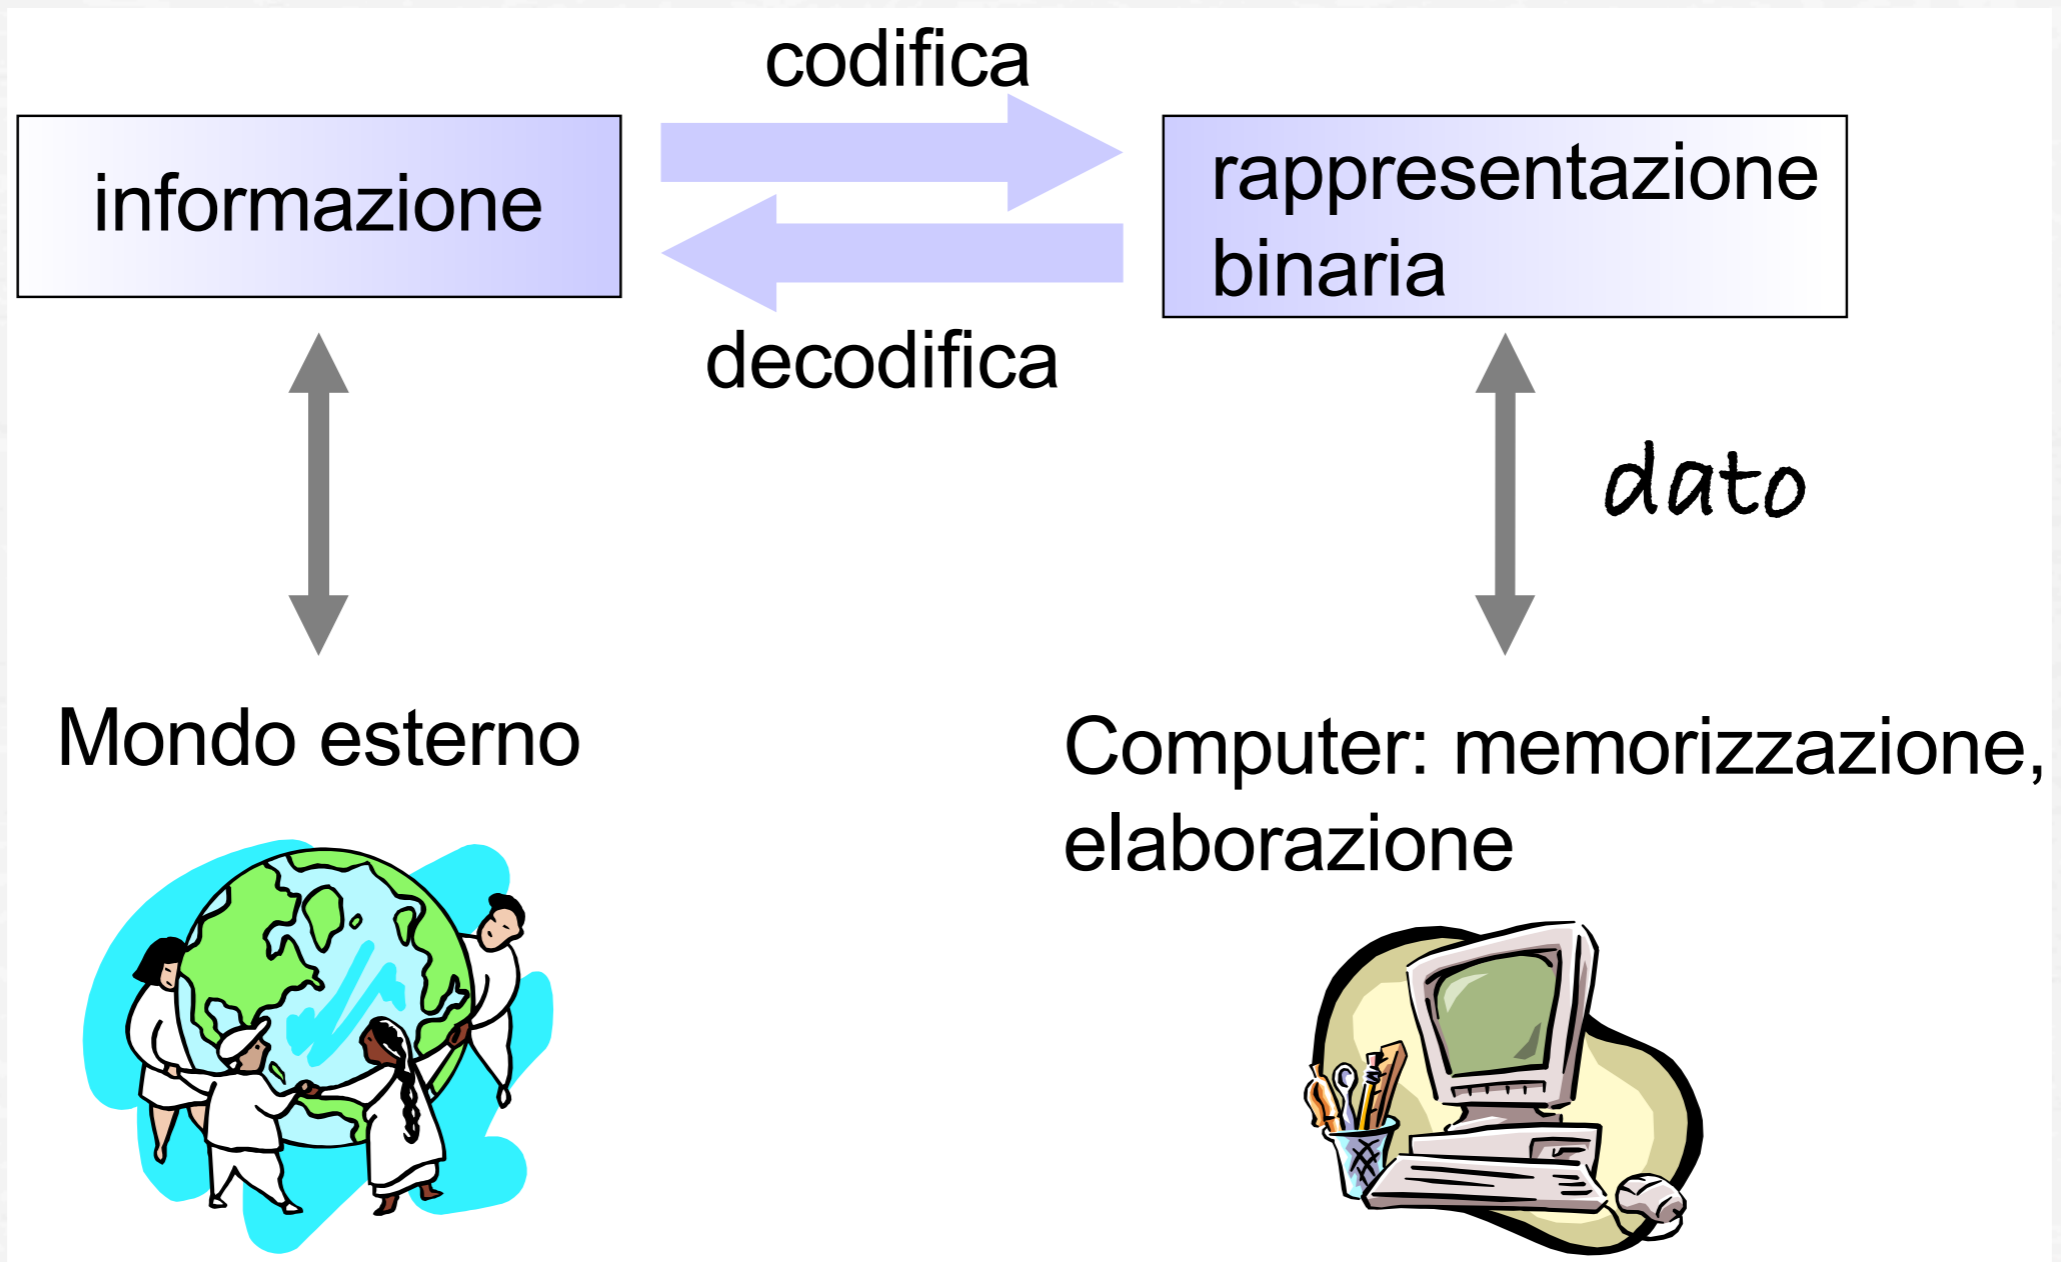 codifica
informazione
rappresentazione
binaria
decodifica
dato
Mondo esterno
Computer: memorizzazione,
elaborazione